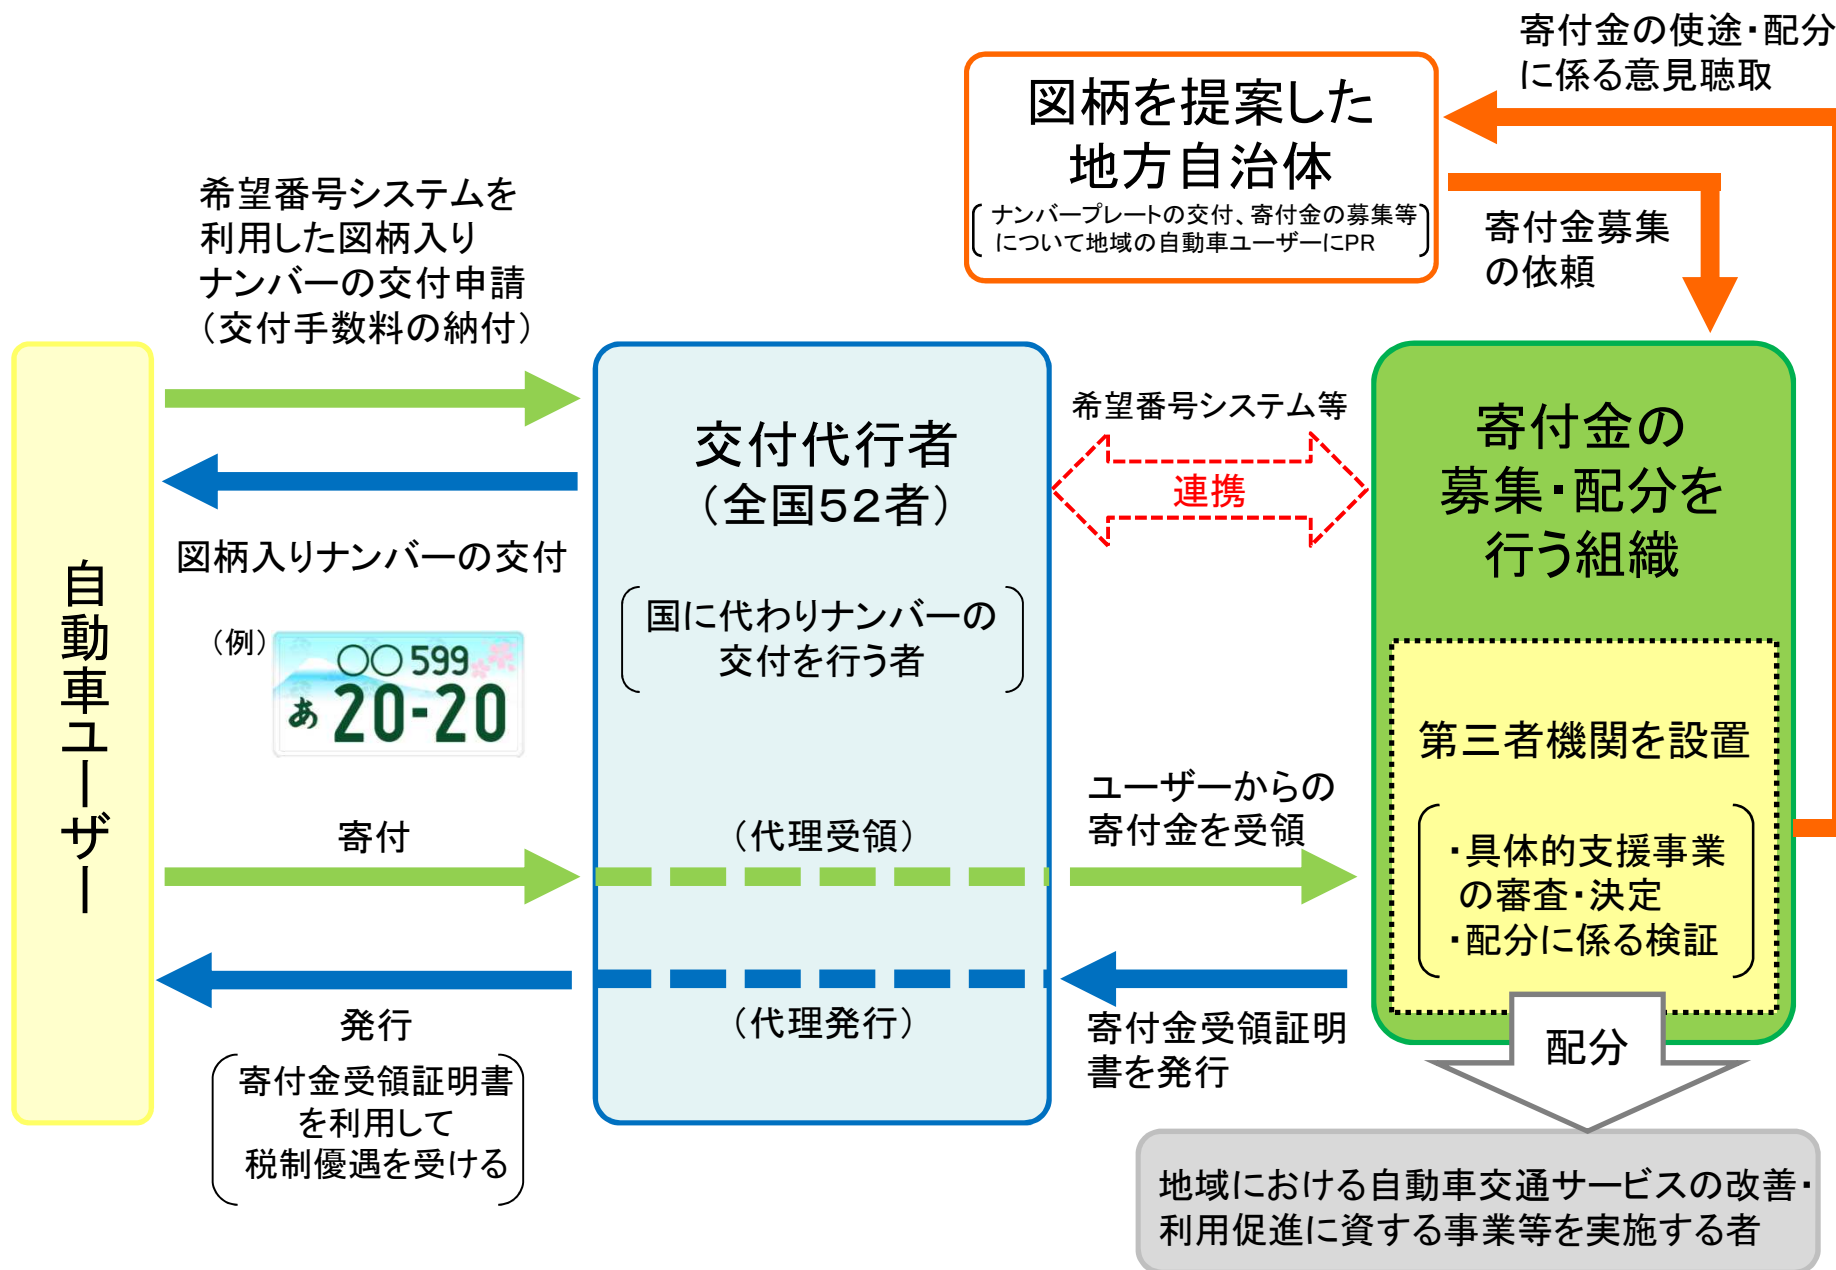 寄付金の使途・配分
に係る意見聴取
図柄を提案した
地方自治体
ナンバープレートの交付、寄付金の募集等
について地域の自動車ユーザーにPR
寄付金募集
の依頼
希望番号システムを
利用した図柄入り
ナンバーの交付申請
（交付手数料の納付）
自動車ユーザー
図柄入りナンバーの交付
（例）
○○ 599
あ 20-20
交付代行者
（全国52者）
国に代わりナンバーの
交付を行う者
希望番号システム等
連携
寄付金の
募集・配分を
行う組織
第三者機関を設置
・具体的支援事業
の審査・決定
・配分に係る検証
寄付
（代理受領）
ユーザーからの
寄付金を受領
発行
寄付金受領証明書
を利用して
税制優遇を受ける
（代理発行）
寄付金受領証明
書を発行
配分
地域における自動車交通サービスの改善・
利用促進に資する事業等を実施する者